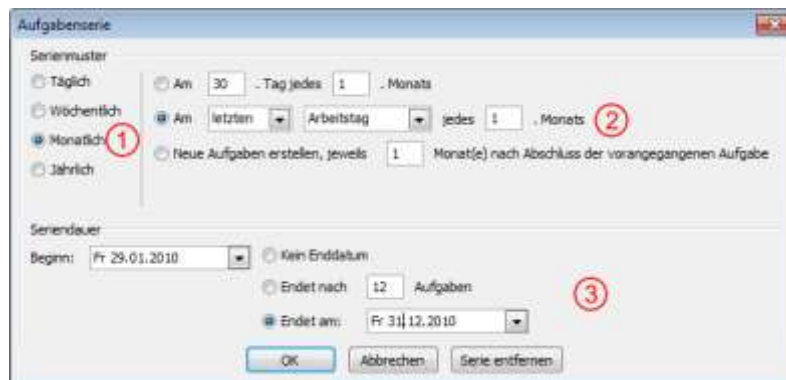 Aufgabenserie
Serienmuster
Täglich
Wöchentlich
Monatlich
Jährlich
1
Am 30 . Tag jedes 1 . Monats
Am letzten Arbeitstag jedes 1 . Monats 2
Neue Aufgaben erstellen, jeweils 1 Monat(e) nach Abschluss der vorangegangenen Aufgabe
Seriendauer
Beginn: Fr 29.01.2010
Kein Enddatum
Endet nach 12 Aufgaben
Endet am: Fr 31.12.2010
3
OK Abbrechen Serie entfernen